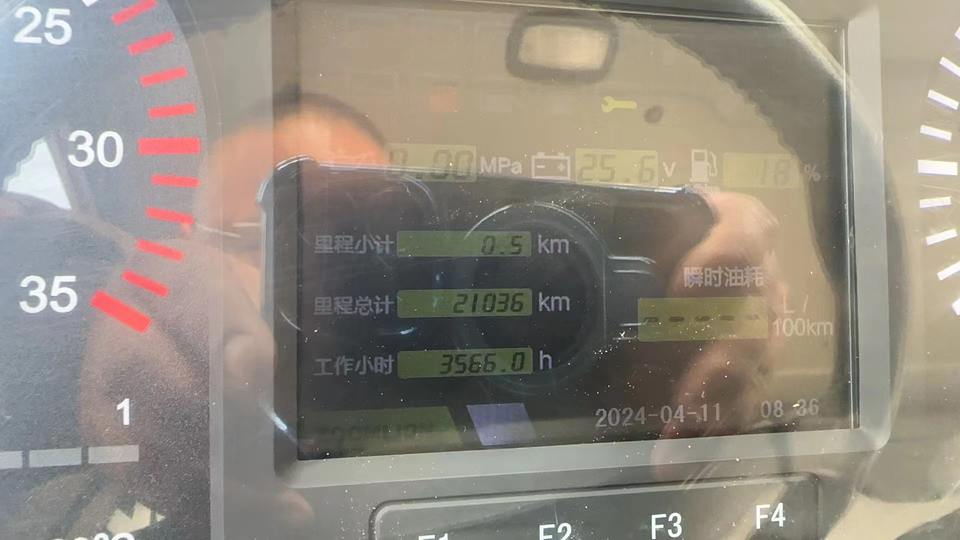 25
30
35
1
0.00 MPa 25.6 V 18 %
里程小计 0.5 km
里程总计 21036 km
工作小时 3566.0 h
瞬时油耗
----- L/100km
ZOOMLION
2024-04-11 08 36
F1 F2 F3 F4